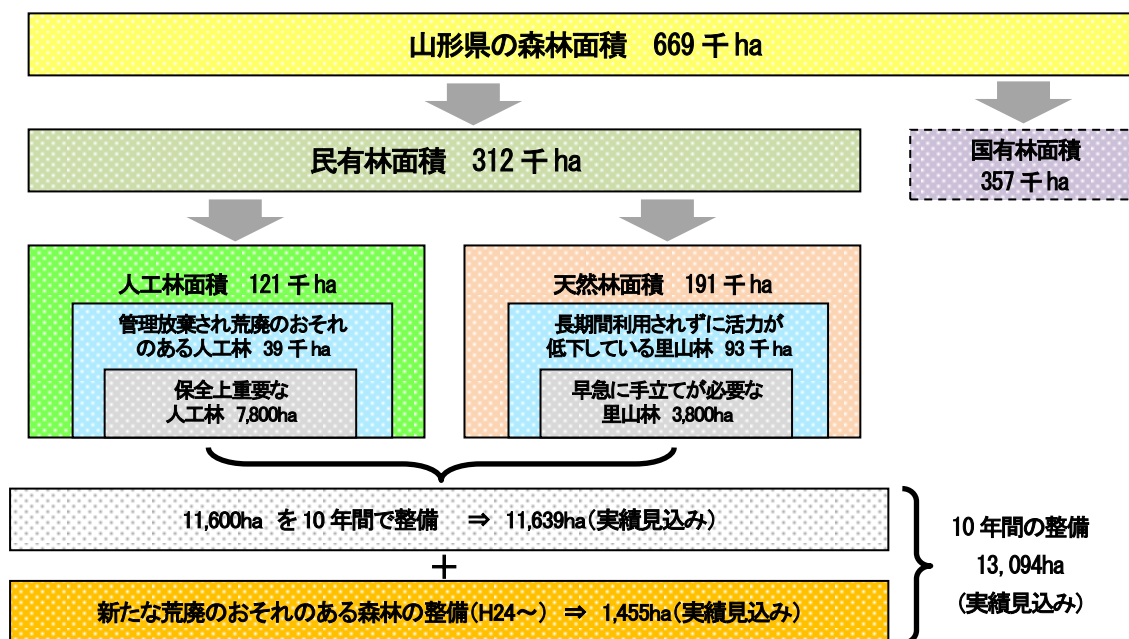 山形県の森林面積 669 千 ha
民有林面積 312 千 ha
国有林面積
357 千 ha
人工林面積 121 千 ha
管理放棄され荒廃のおそれ
のある人工林 39 千 ha
保全上重要な
人工林 7,800ha
天然林面積 191 千 ha
長期間利用されずに活力が
低下している里山林 93 千 ha
早急に手立てが必要な
里山林 3,800ha
11,600ha を 10 年間で整備 ⇒ 11,639ha(実績見込み)
+
新たな荒廃のおそれのある森林の整備(H24~) ⇒ 1,455ha(実績見込み)
10 年間の整備
13,094ha
(実績見込み)